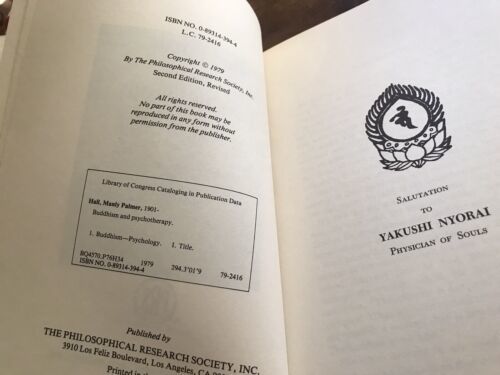 ISBN NO. 0-89314-394-4
L.C. 79-2416
Copyright © 1979
By The Philosophical Research Society, Inc.
Second Edition, Revised
All rights reserved.
No part of this book may be
reproduced in any form without
permission from the publisher.
Library of Congress Cataloging in Publication Data
Hall, Manly Palmer, 1901-
Buddhism and psychotherapy.
1. Buddhism—Psychology. 1. Title.
BQ4570.P76H34 1979 294.3'01'9 79-2416
ISBN NO. 0-89314-394-4
Published by
THE PHILOSOPHICAL RESEARCH SOCIETY, INC.
3910 Los Feliz Boulevard, Los Angeles, CA
Printed in the
SALUTATION
TO
YAKUSHI NYORAI
PHYSICIAN OF SOULS